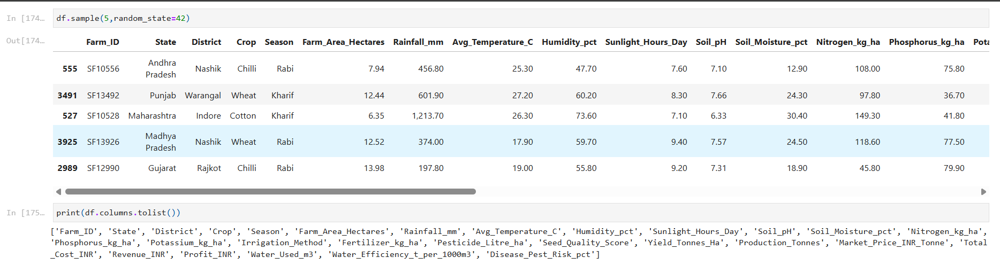 In [174…
df.sample(5,random_state=42)
Out[174…
Farm_ID State District Crop Season Farm_Area_Hectares Rainfall_mm Avg_Temperature_C Humidity_pct Sunlight_Hours_Day Soil_pH Soil_Moisture_pct Nitrogen_kg_ha Phosphorus_kg_ha Pota
555 SF10556 Andhra Pradesh Nashik Chilli Rabi 7.94 456.80 25.30 47.70 7.60 7.10 12.90 108.00 75.80
3491 SF13492 Punjab Warangal Wheat Kharif 12.44 601.90 27.20 60.20 8.30 7.66 24.30 97.80 36.70
527 SF10528 Maharashtra Indore Cotton Kharif 6.35 1,213.70 26.30 73.60 7.10 6.33 30.40 149.30 41.80
3925 SF13926 Madhya Pradesh Nashik Wheat Rabi 12.52 374.00 17.90 59.70 9.40 7.57 24.50 118.60 77.50
2989 SF12990 Gujarat Rajkot Chilli Rabi 13.98 197.80 19.00 55.80 9.20 7.31 18.90 45.80 79.90
In [175…
print(df.columns.tolist())
['Farm_ID', 'State', 'District', 'Crop', 'Season', 'Farm_Area_Hectares', 'Rainfall_mm', 'Avg_Temperature_C', 'Humidity_pct', 'Sunlight_Hours_Day', 'Soil_pH', 'Soil_Moisture_pct', 'Nitrogen_kg_ha',
'Phosphorus_kg_ha', 'Potassium_kg_ha', 'Irrigation_Method', 'Fertilizer_kg_ha', 'Pesticide_Litre_ha', 'Seed_Quality_Score', 'Yield_Tonnes_Ha', 'Production_Tonnes', 'Market_Price_INR_Tonne', 'Total
_Cost_INR', 'Revenue_INR', 'Profit_INR', 'Water_Used_m3', 'Water_Efficiency_t_per_1000m3', 'Disease_Pest_Risk_pct']